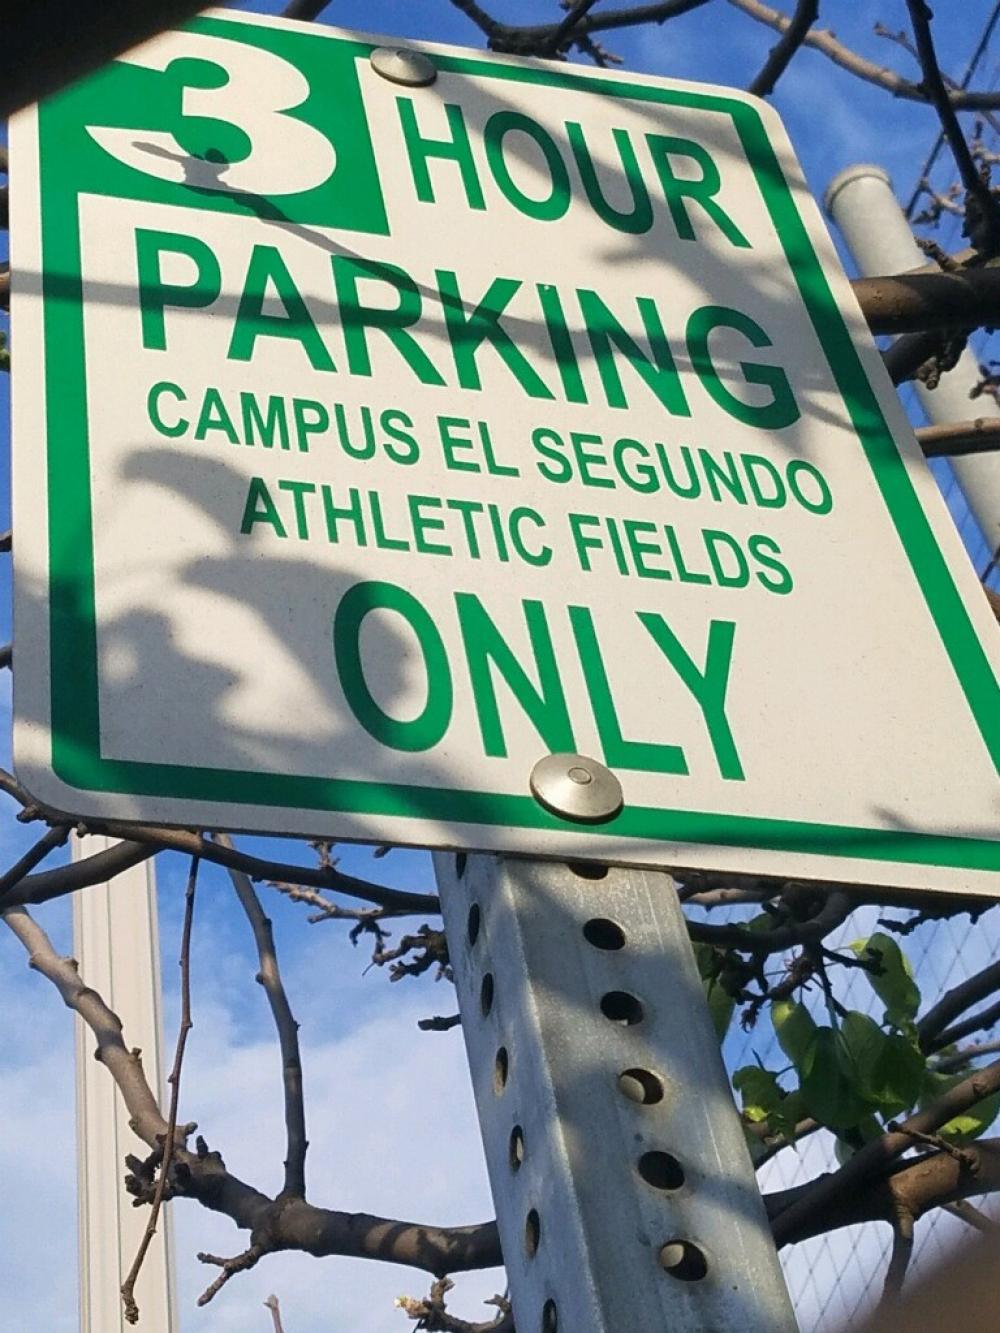 3 HOUR
PARKING
CAMPUS EL SEGUNDO
ATHLETIC FIELDS
ONLY